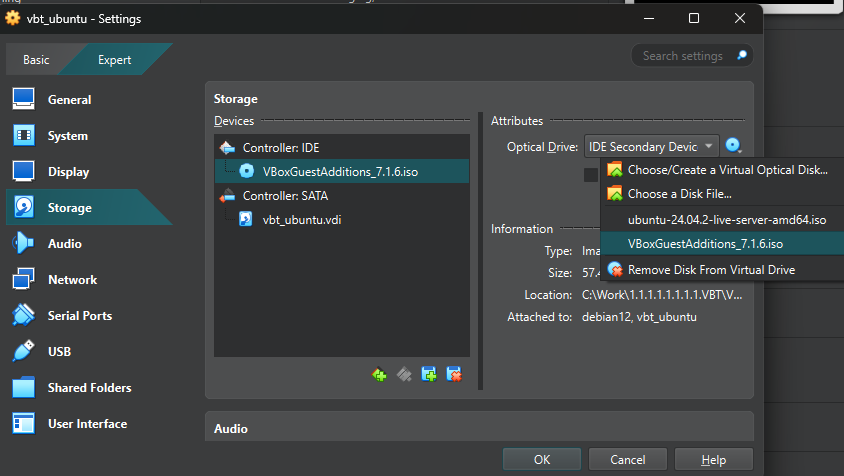 vbt_ubuntu - Settings
Basic
Expert
Search settings
General
System
Display
Storage
Audio
Network
Serial Ports
USB
Shared Folders
User Interface
Storage
Devices
Controller: IDE
VBoxGuestAdditions_7.1.6.iso
Controller: SATA
vbt_ubuntu.vdi
Attributes
Optical Drive: IDE Secondary Devic
Choose/Create a Virtual Optical Disk...
Choose a Disk File...
ubuntu-24.04.2-live-server-amd64.iso
VBoxGuestAdditions_7.1.6.iso
Remove Disk From Virtual Drive
Information
Type: Ima
Size: 57.4
Location: C:\Work\1.1.1.1.1.1.1.VBT\V...
Attached to: debian12, vbt_ubuntu
Audio
OK
Cancel
Help